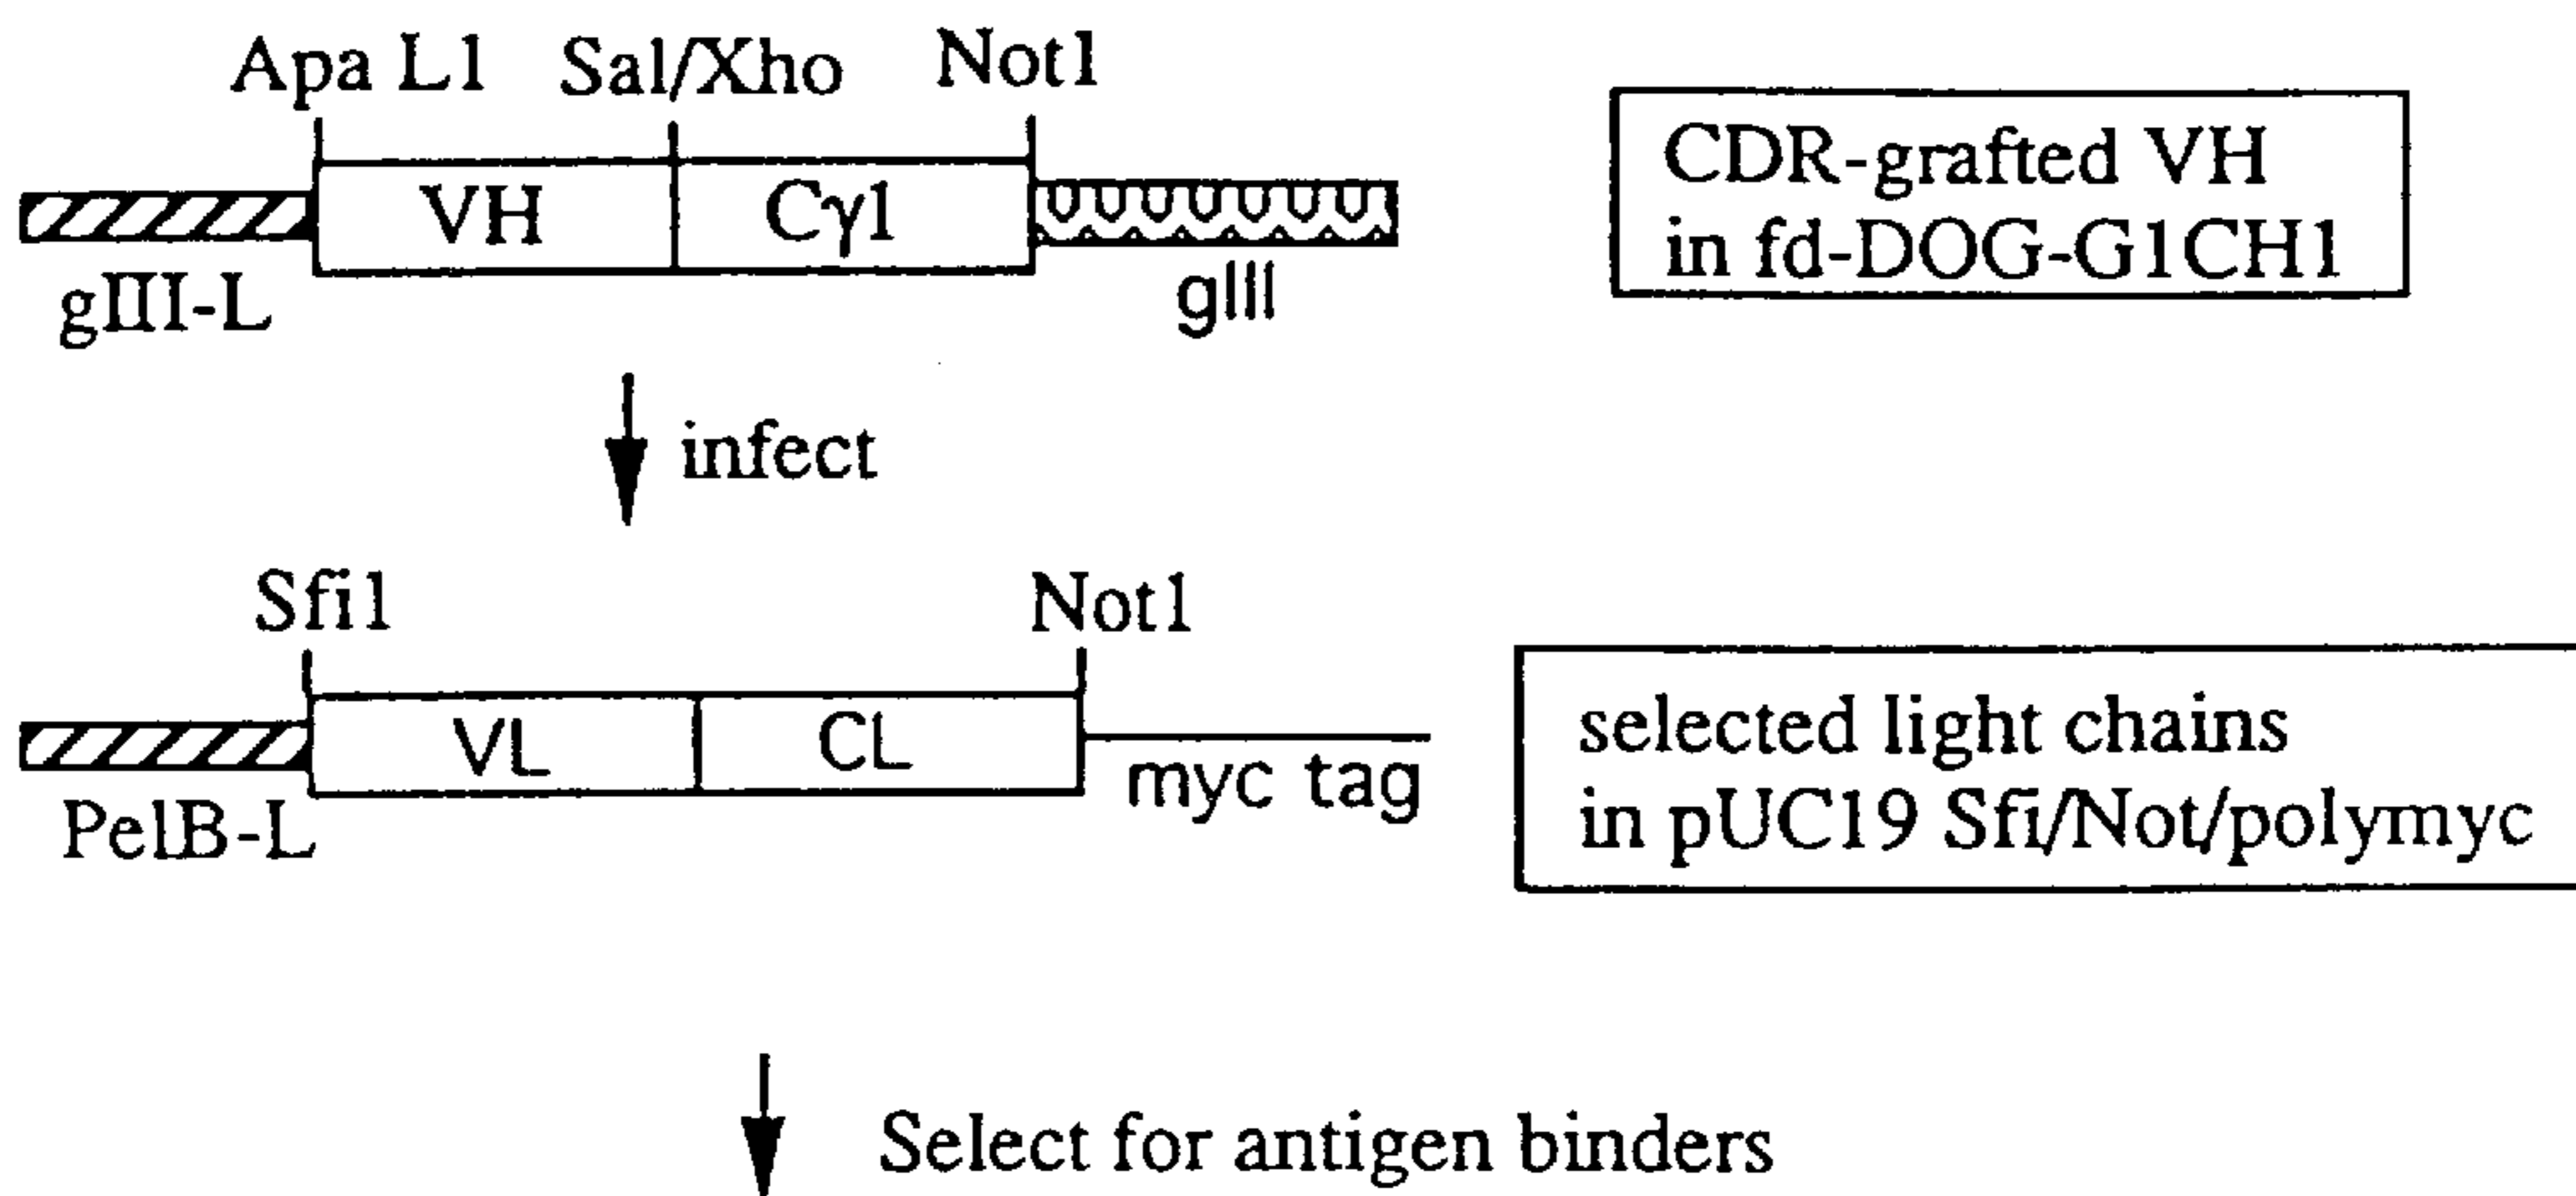 Apa L1 Sal/Xho Not1
VH Cγ1
gIII-L gIII
CDR-grafted VH
in fd-DOG-G1CH1
infect
Sfi1 Not1
VL CL
PelB-L myc tag
selected light chains
in pUC19 Sfi/Not/polymyc
Select for antigen binders